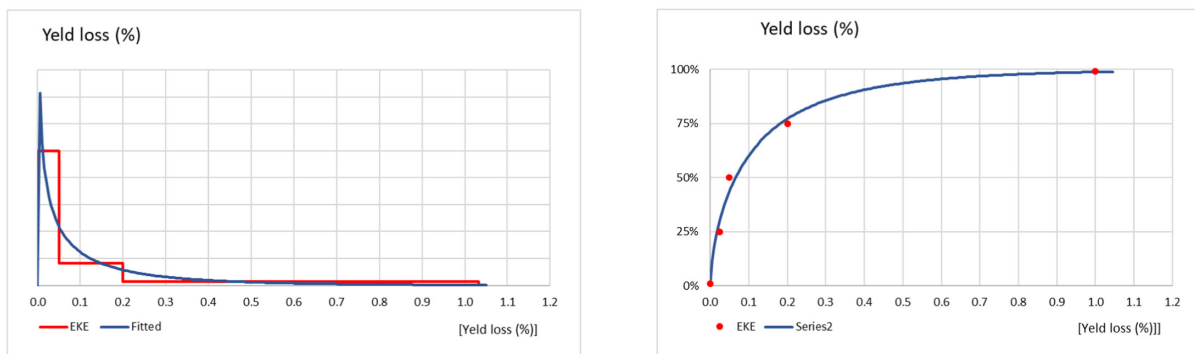 Yeld loss (%)
0.0 0.1 0.2 0.3 0.4 0.5 0.6 0.7 0.8 0.9 1.0 1.1 1.2
EKE Fitted [Yeld loss (%)]
Yeld loss (%)
100%
75%
50%
25%
0%
0.0 0.1 0.2 0.3 0.4 0.5 0.6 0.7 0.8 0.9 1.0 1.1 1.2
EKE Series2 [Yeld loss (%)]]